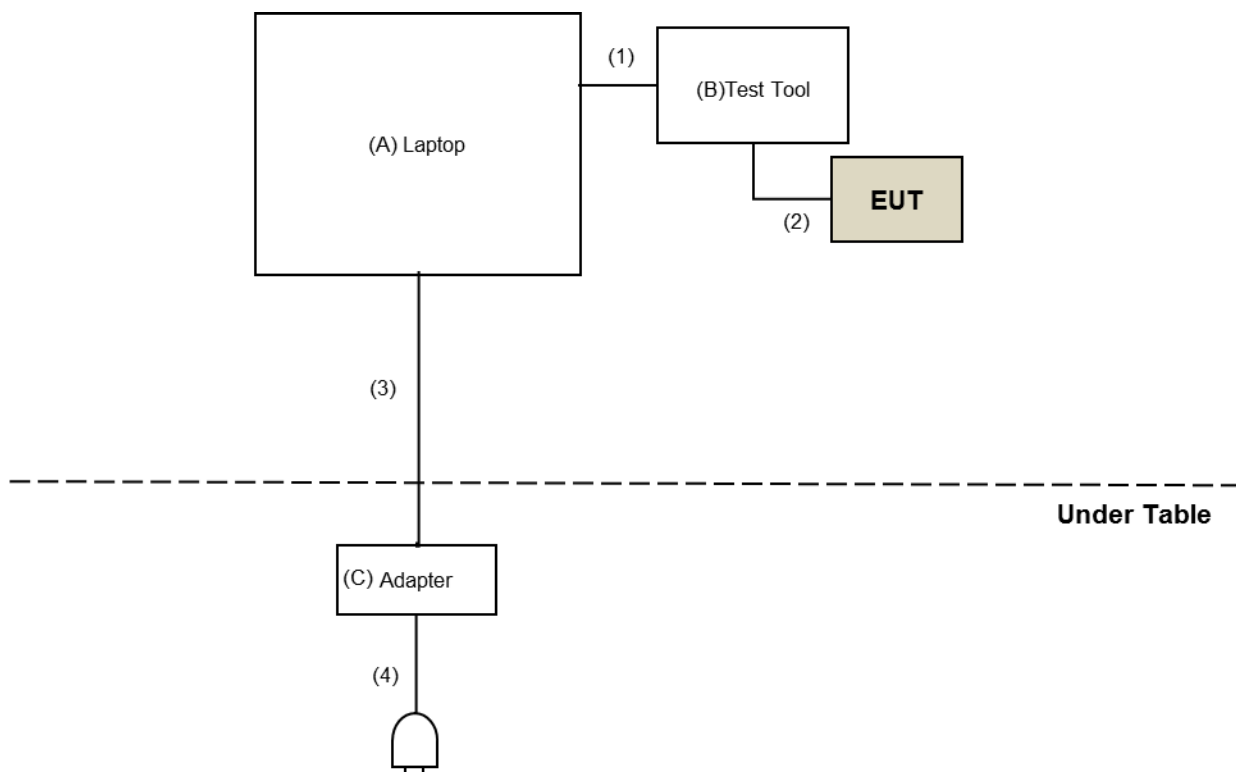 (1)
(B)Test Tool
(A) Laptop
EUT
(2)
(3)
Under Table
(C) Adapter
(4)